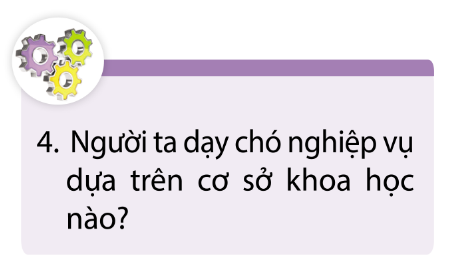 4. Người ta dạy chó nghiệp vụ
dựa trên cơ sở khoa học
nào?